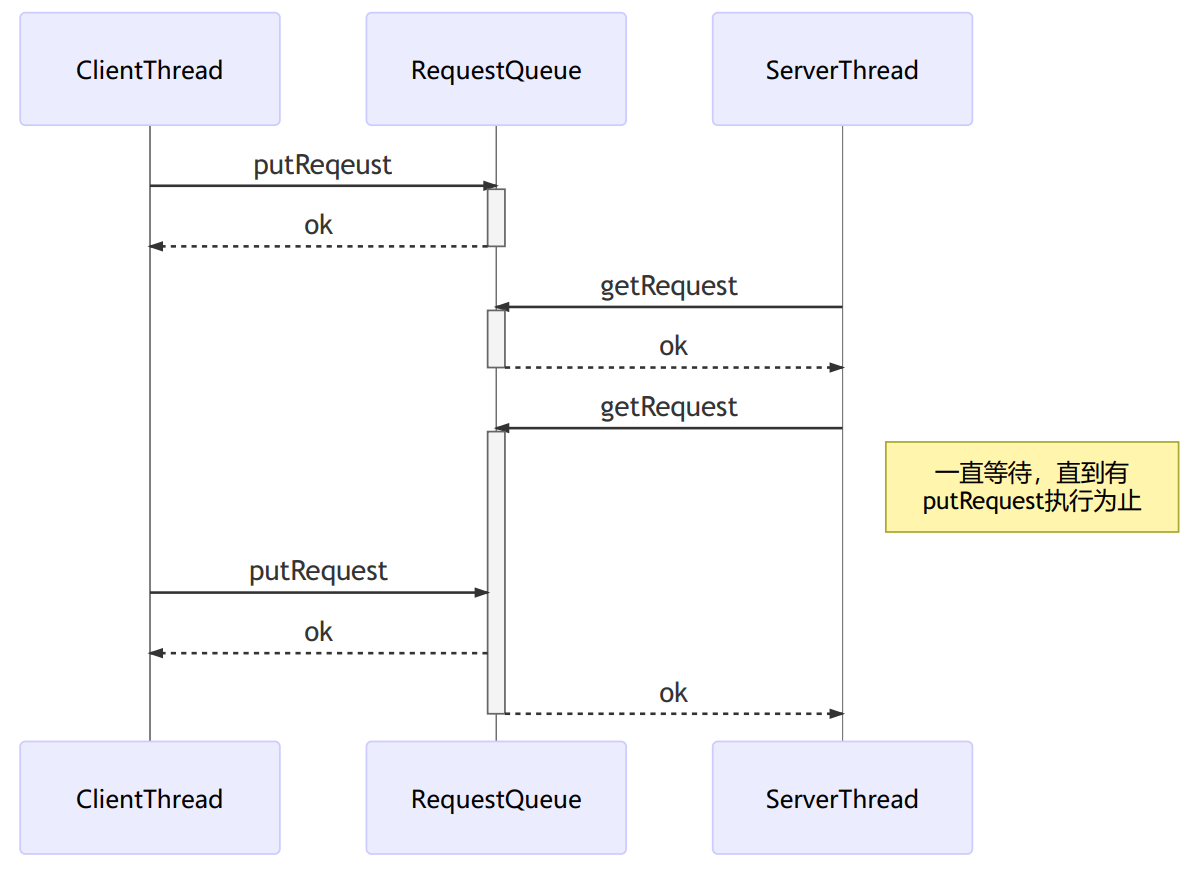 ClientThread
RequestQueue
ServerThread
putReqeust
ok
getRequest
ok
getRequest
一直等待，直到有
putRequest执行为止
putRequest
ok
ok
ClientThread
RequestQueue
ServerThread